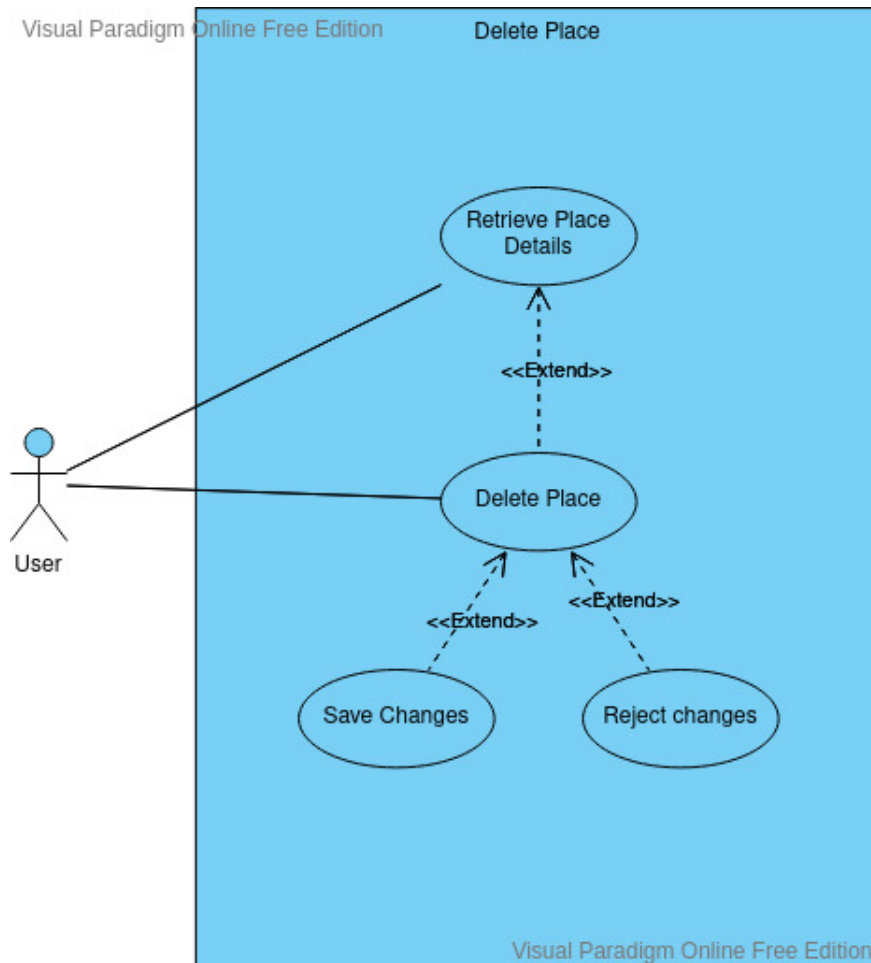 Visual Paradigm Online Free Edition
Delete Place
Retrieve Place
Details
<<Extend>>
Delete Place
User
<<Extend>>
<<Extend>>
Save Changes
Reject changes
Visual Paradigm Online Free Edition